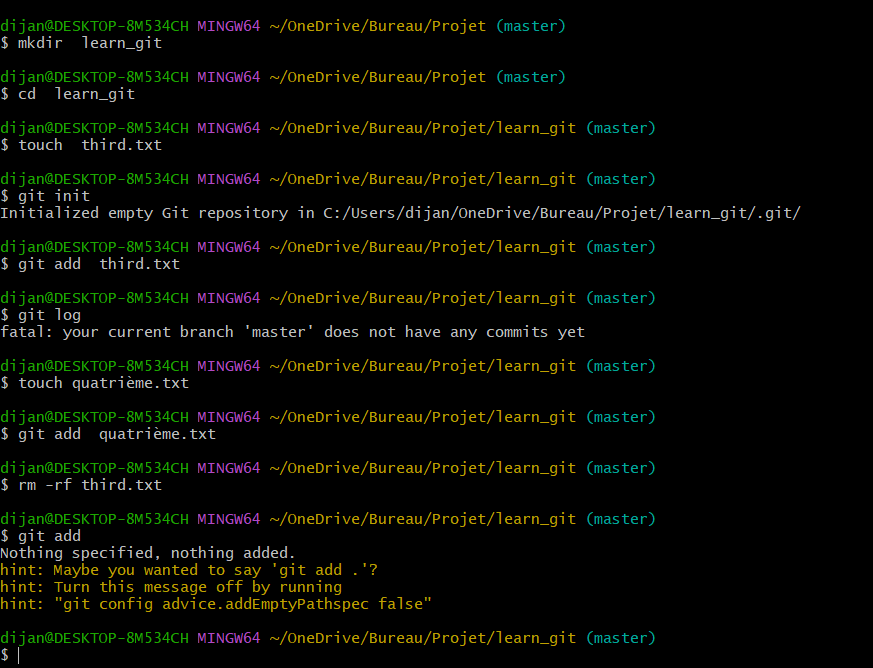 dijan@DESKTOP-8M534CH MINGW64 ~/OneDrive/Bureau/Projet (master)
$ mkdir  learn_git
dijan@DESKTOP-8M534CH MINGW64 ~/OneDrive/Bureau/Projet (master)
$ cd  learn_git
dijan@DESKTOP-8M534CH MINGW64 ~/OneDrive/Bureau/Projet/learn_git (master)
$ touch  third.txt
dijan@DESKTOP-8M534CH MINGW64 ~/OneDrive/Bureau/Projet/learn_git (master)
$ git init
Initialized empty Git repository in C:/Users/dijan/OneDrive/Bureau/Projet/learn_git/.git/
dijan@DESKTOP-8M534CH MINGW64 ~/OneDrive/Bureau/Projet/learn_git (master)
$ git add  third.txt
dijan@DESKTOP-8M534CH MINGW64 ~/OneDrive/Bureau/Projet/learn_git (master)
$ git log
fatal: your current branch 'master' does not have any commits yet
dijan@DESKTOP-8M534CH MINGW64 ~/OneDrive/Bureau/Projet/learn_git (master)
$ touch quatrième.txt
dijan@DESKTOP-8M534CH MINGW64 ~/OneDrive/Bureau/Projet/learn_git (master)
$ git add  quatrième.txt
dijan@DESKTOP-8M534CH MINGW64 ~/OneDrive/Bureau/Projet/learn_git (master)
$ rm -rf third.txt
dijan@DESKTOP-8M534CH MINGW64 ~/OneDrive/Bureau/Projet/learn_git (master)
$ git add
Nothing specified, nothing added.
hint: Maybe you wanted to say 'git add .'?
hint: Turn this message off by running
hint: "git config advice.addEmptyPathspec false"
dijan@DESKTOP-8M534CH MINGW64 ~/OneDrive/Bureau/Projet/learn_git (master)
$